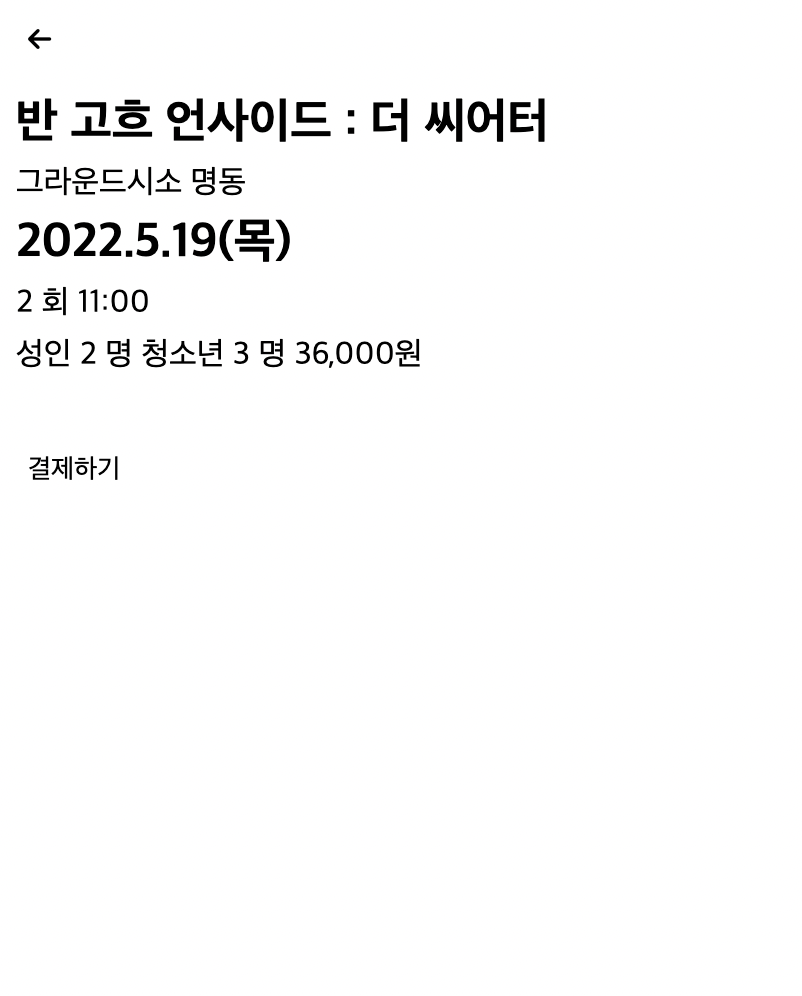 반 고흐 언사이드 : 더 씨어터
그라운드시소 명동
2022.5.19(목)
2 회 11:00
성인 2 명 청소년 3 명 36,000원
결제하기